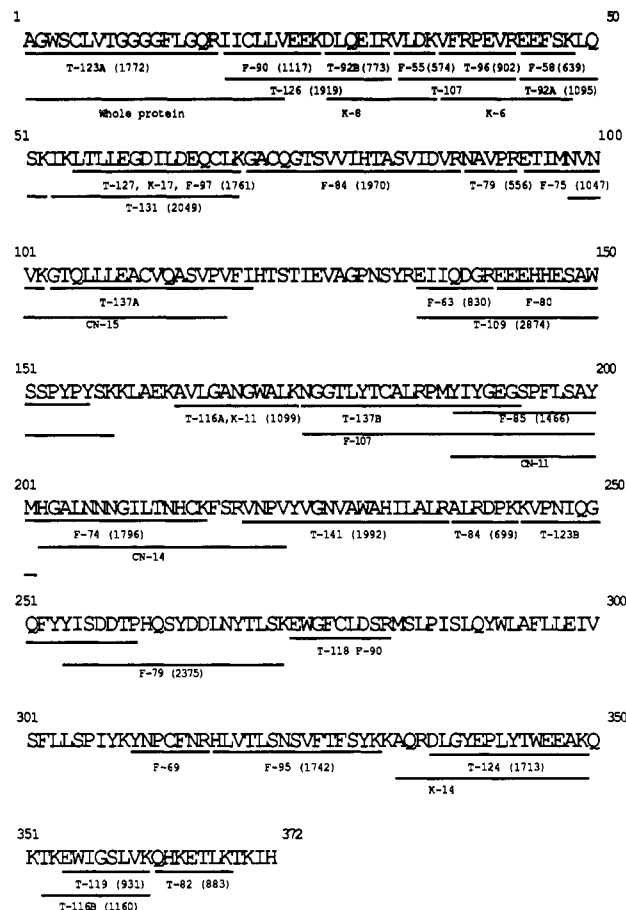 1 50
AGWSCLVTGGGGFLGQRIICLLVEEKDLQEIRVLDKVFRPEVREEFSKLQ
T-123A (1772) F-90 (1117) T-92B(773) F-55(574) T-96(902) F-58(639)
T-126 (1919) T-107 T-92A (1095)
Whole protein K-8 K-6
51 100
SKIKLTLLEGDILDEQCLKGACQGTSVVIHTASVIDVRNAVPRETIMNVN
T-127, K-17, F-97 (1761) F-84 (1970) T-79 (556) F-75 (1047)
T-131 (2049)
101 150
VKGTQLLLEACVQASVPVFIHTSTIEVAGPNSYREIIQDGREEEHHESAW
T-137A F-63 (830) F-80
CN-15 T-109 (2874)
151 200
SSPYPYSKKLAEKAVLGANGWALKNGGTLYTCALRPMYIYGEGSPFLSAY
T-116A,K-11 (1099) T-137B F-85 (1466)
F-107
CN-11
201 250
MHGALNNNGILTNHCKFSRVNPVYVGNVAWAHILALRALRDPKKVPNIQG
F-74 (1796) T-141 (1992) T-84 (699) T-123B
CN-14
251 300
QFYYISDDTPHQSYDDLNYTLSKEWGFCLDSRMSLPISLQYWLAFLLEIV
T-118 F-90
F-79 (2375)
301 350
SFLLSPIYKYNPCFNRHLVTLSNSVFTFSYKKAQRDLGYEPLYTWEEAKQ
F-69 F-95 (1742) T-124 (1713)
K-14
351 372
KTKEWIGSLVKQHKETLKTKIH
T-119 (931) T-82 (883)
T-116B (1160)